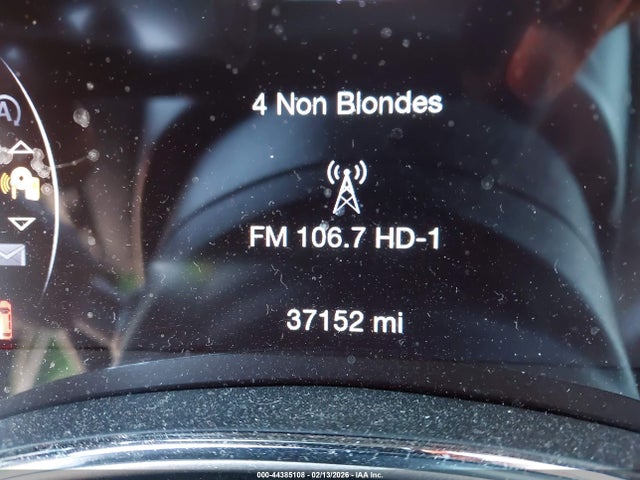 4 Non Blondes
FM 106.7 HD-1
37152 mi
A
000-44385108 - 02/13/2026 - IAA Inc.